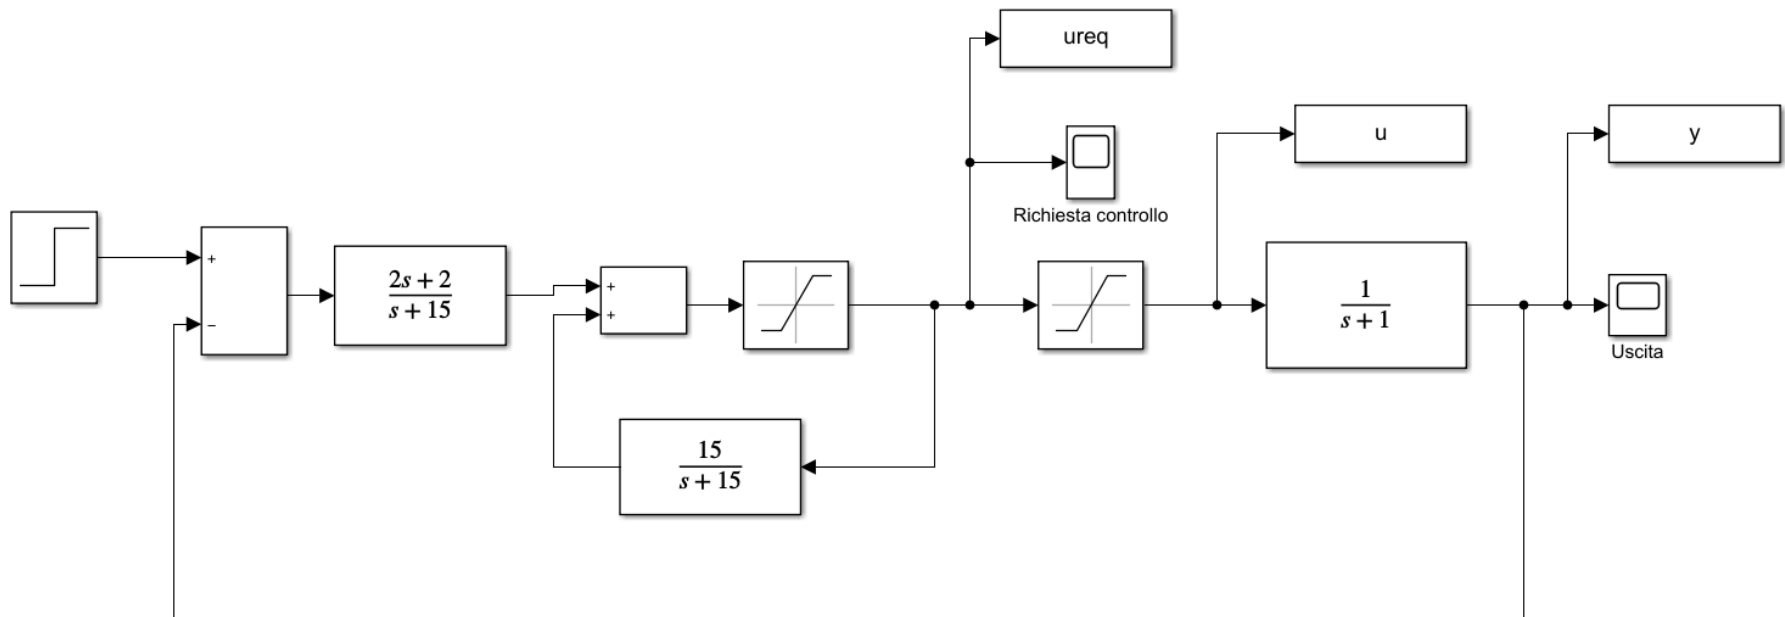 ureq
u
y
Richiesta controllo
+
−
2s + 2
s + 15
+
+
1
s + 1
Uscita
15
s + 15